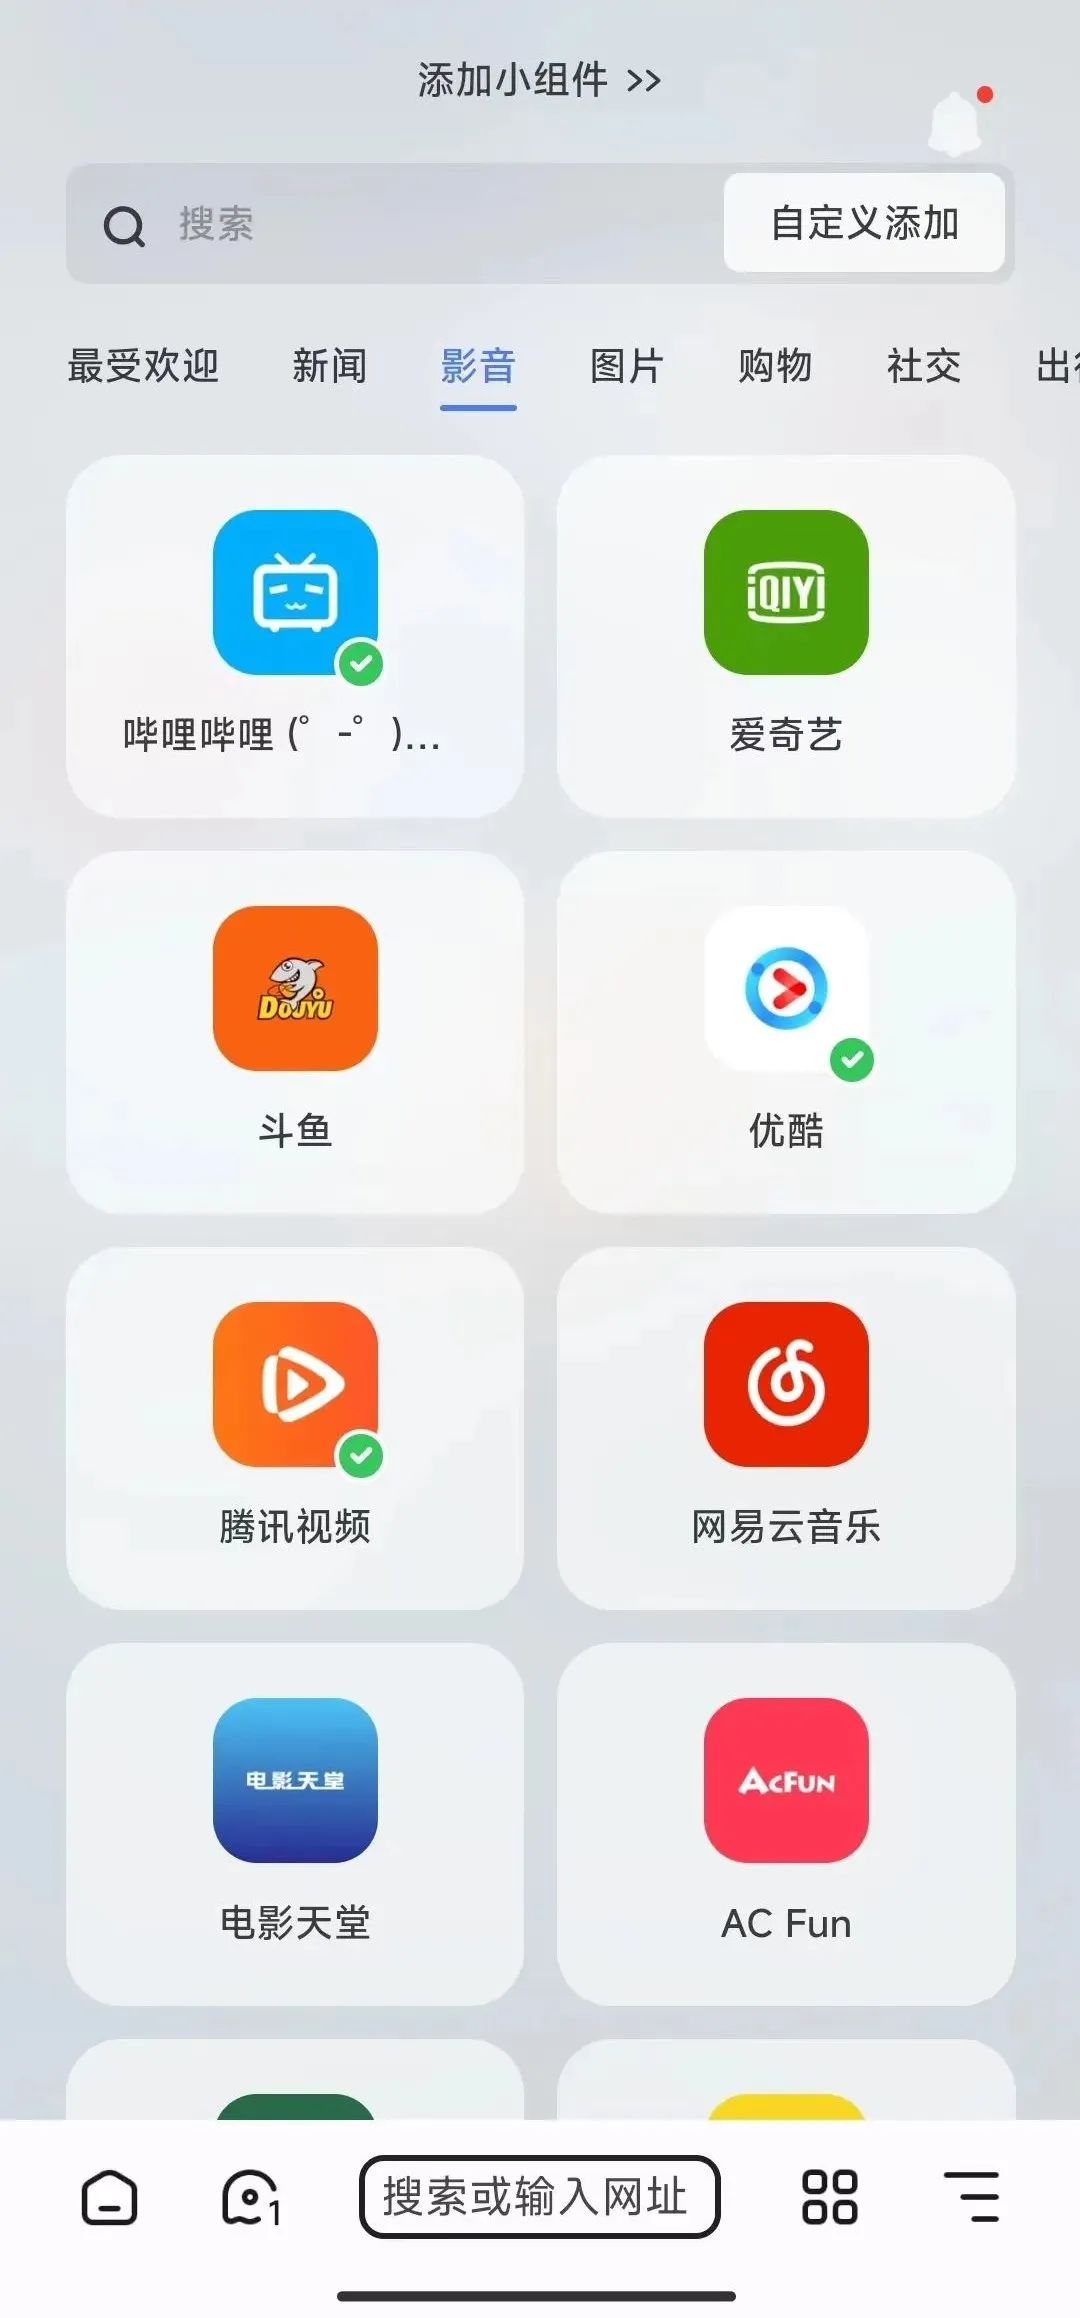 添加小组件 >>
搜索
自定义添加
最受欢迎 新闻 影音 图片 购物 社交
iQIYI
哔哩哔哩 (゜-゜)...
爱奇艺
DOUYU
斗鱼
优酷
腾讯视频
网易云音乐
电影天堂
ACFUN
电影天堂
AC Fun
1
搜索或输入网址